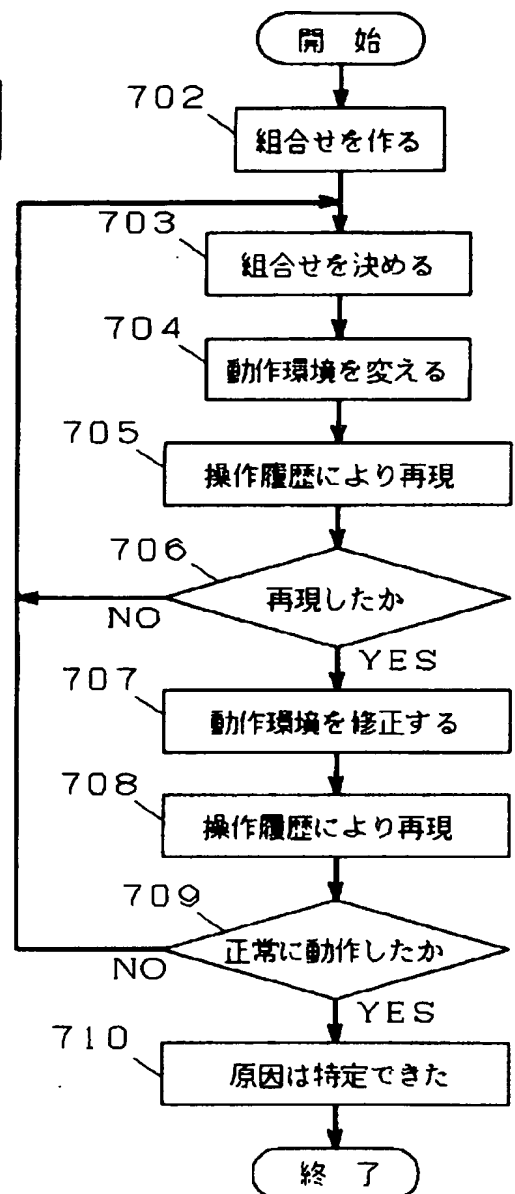 開 始
702
組合せを作る
703
組合せを決める
704
動作環境を変える
705
操作履歴により再現
706
再現したか
NO
YES
707
動作環境を修正する
708
操作履歴により再現
709
正常に動作したか
NO
YES
710
原因は特定できた
終 了